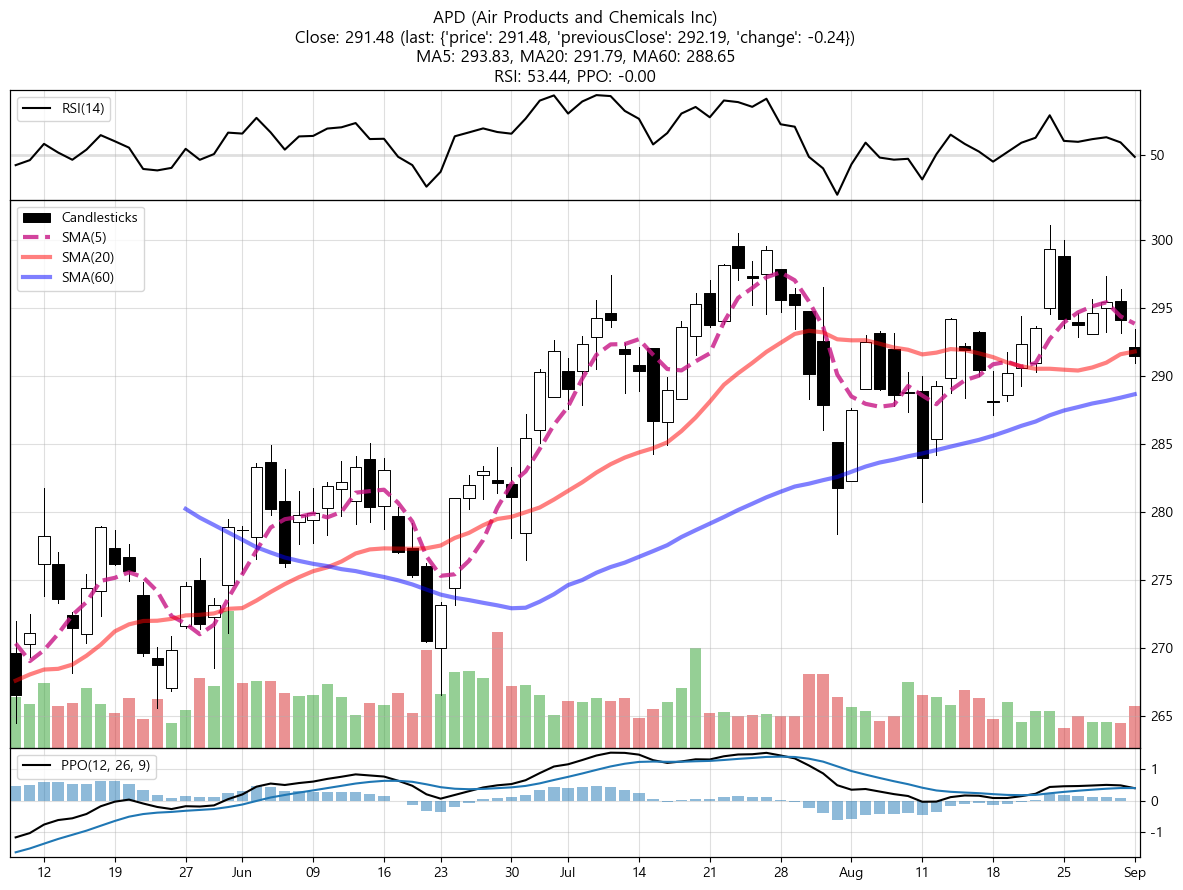 APD (Air Products and Chemicals Inc)
Close: 291.48 (last: {'price': 291.48, 'previousClose': 292.19, 'change': -0.24})
MA5: 293.83, MA20: 291.79, MA60: 288.65
RSI: 53.44, PPO: -0.00
RSI(14)
50
Candlesticks
SMA(5)
SMA(20)
SMA(60)
300
295
290
285
280
275
270
265
PPO(12, 26, 9)
1
0
-1
12 19 27 Jun 09 16 23 30 Jul 07 14 21 28 Aug 11 18 25 Sep